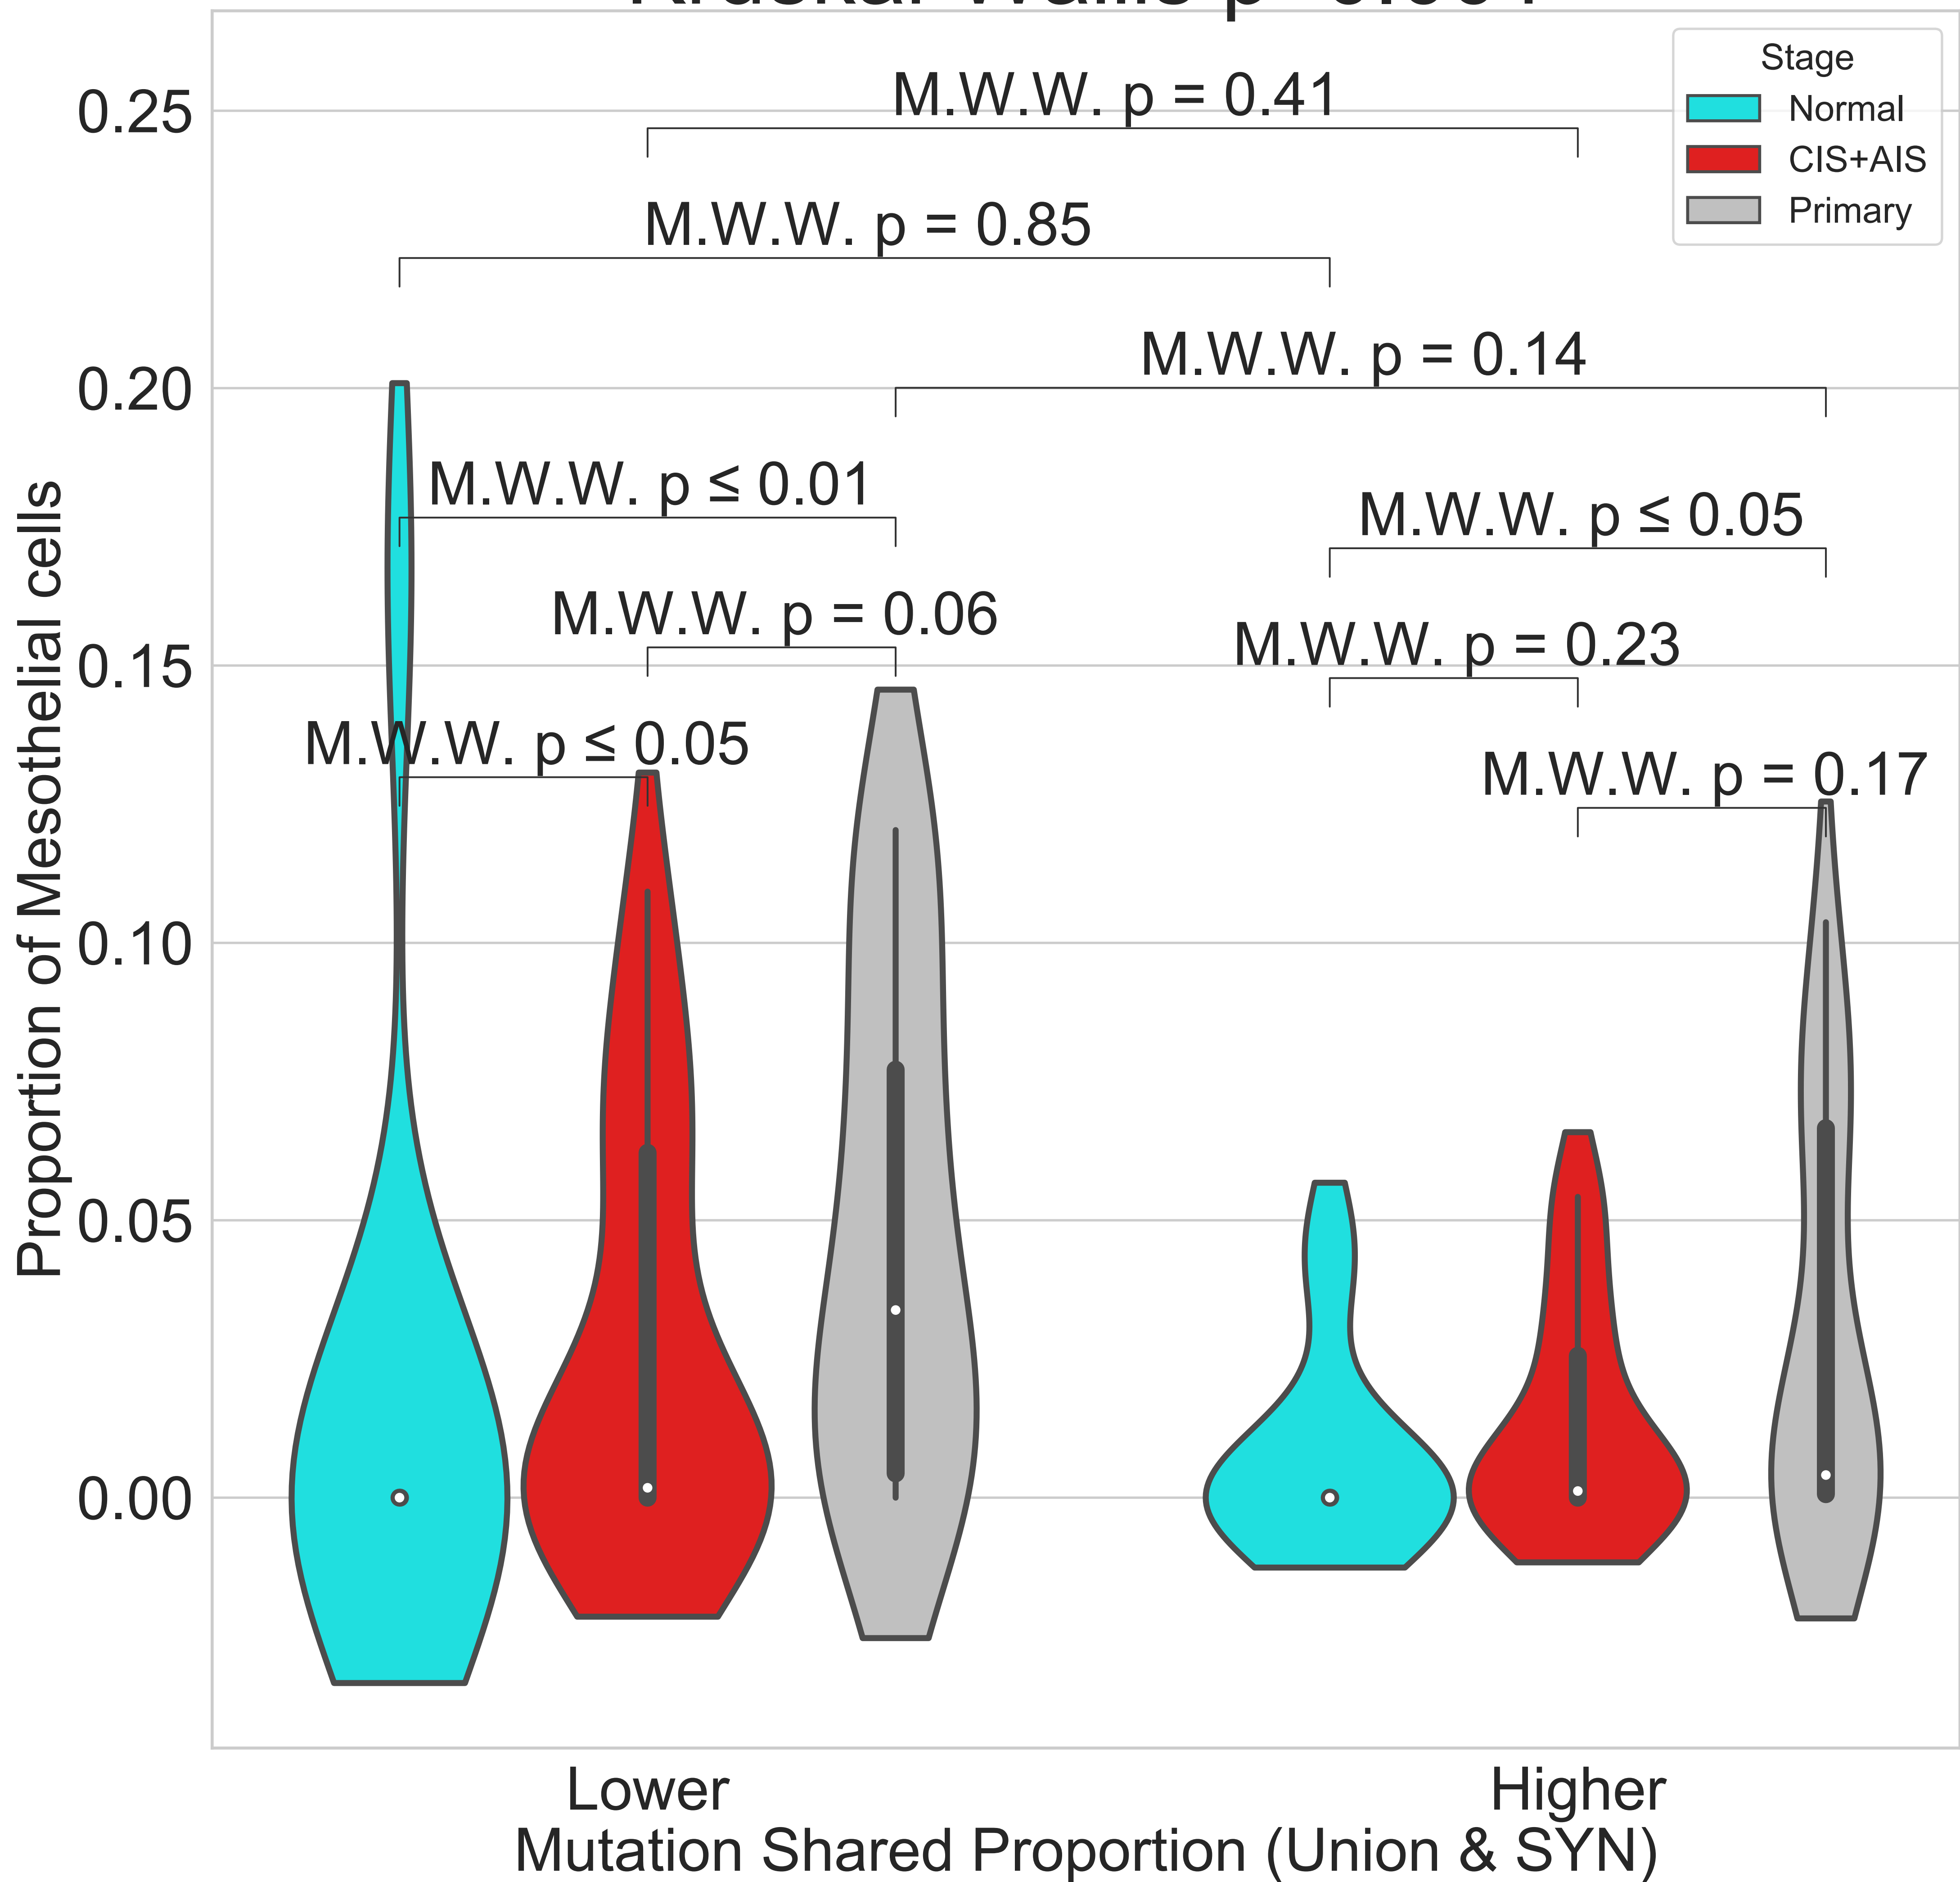 Stage
Normal
CIS+AIS
Primary
M.W.W. p = 0.41
M.W.W. p = 0.85
M.W.W. p = 0.14
M.W.W. p ≤ 0.01
M.W.W. p ≤ 0.05
M.W.W. p = 0.06
M.W.W. p = 0.23
M.W.W. p ≤ 0.05
M.W.W. p = 0.17
0.25
0.20
0.15
0.10
0.05
0.00
Proportion of Mesothelial cells
Lower
Higher
Mutation Shared Proportion (Union & SYN)